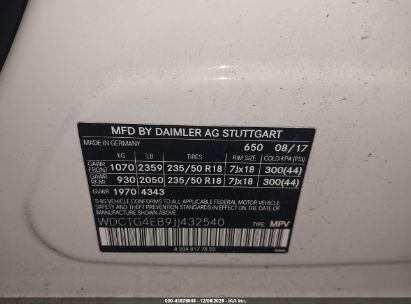 MFD BY DAIMLER AG STUTTGART
MADE IN GERMANY 650 08/17
KG LB TIRES RIM SIZE COLD KPA (PSI)
GAWR FRONT 1070 2359 235/50 R18 7Jx18 300(44)
GAWR REAR 930 2050 235/50 R18 7Jx18 300(44)
GVWR 1970 4343
THIS VEHICLE CONFORMS TO ALL APPLICABLE U.S. FEDERAL MOTOR VEHICLE
SAFETY, BUMPER, AND THEFT PREVENTION STANDARDS IN EFFECT ON THE DATE OF
MANUFACTURE SHOWN ABOVE.
WDCTG4EB9JJ432540 TYPE: MPV
A 204 817 78 20